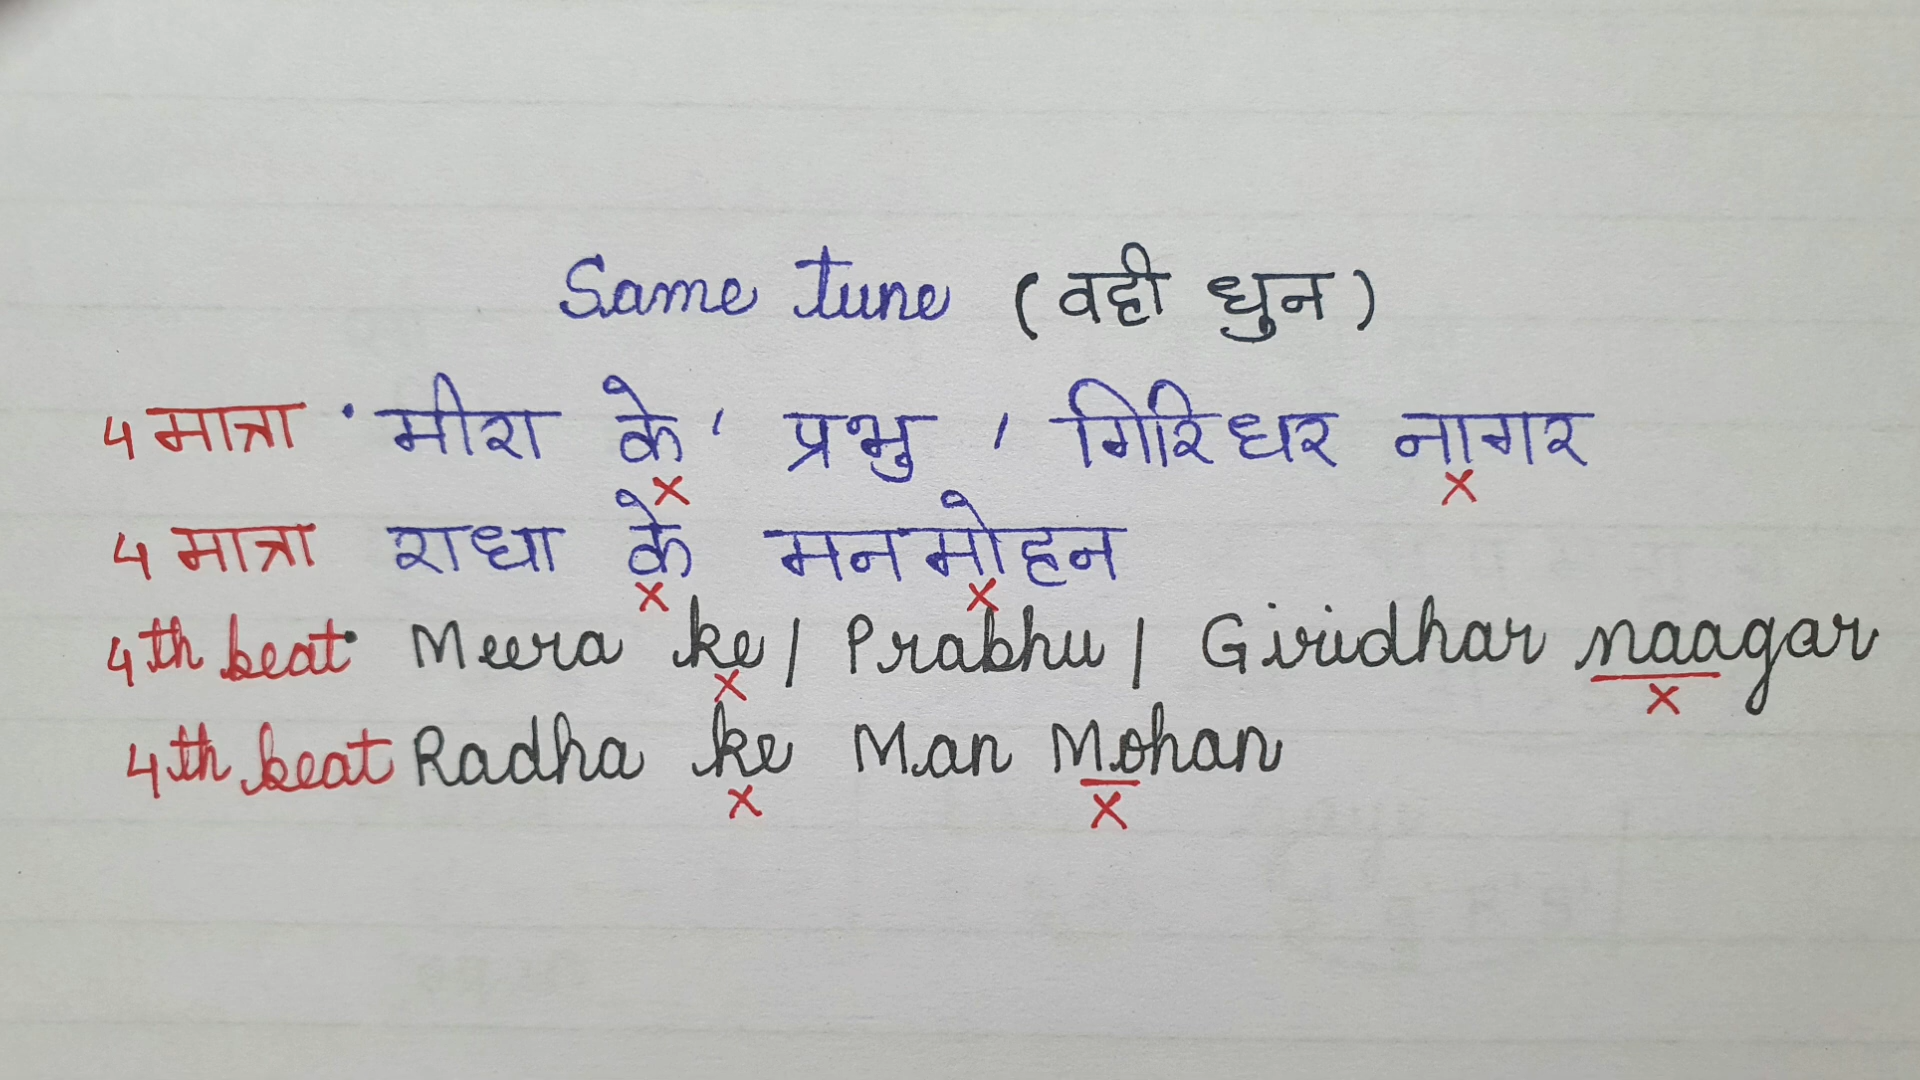 Same tune (वही धुन)
4 मात्रा • मीरा के ' प्रभु ' गिरिधर नागर
x x
4 मात्रा राधा के मनमोहन
x x
4th beat • Meera ke | Prabhu | Giridhar naagar
x x
4th beat Radha ke Man Mohan
x x